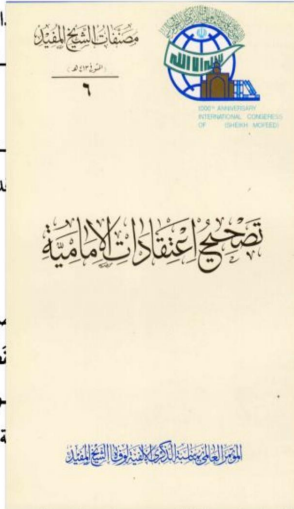 مصنفات الشيخ المفيد
(المتوفى ٤١٣ هـ)
٦
1000TH ANNIVERSARY
INTERNATIONAL CONGRESS
OF (SHEIKH MOFEED)
تصحيح اعتقادات الإمامية
المؤتمر العالمي بمناسبة الذكرى الألفية لوفاة الشيخ المفيد